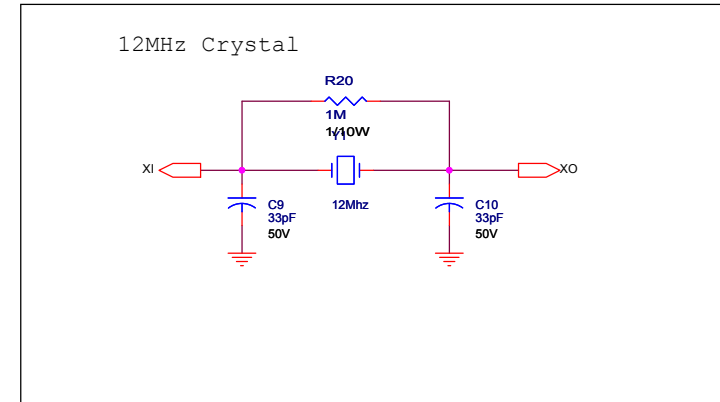 12MHz Crystal
R20
1M
1/10W
Y1
XI
XO
12Mhz
C9
33pF
50V
C10
33pF
50V